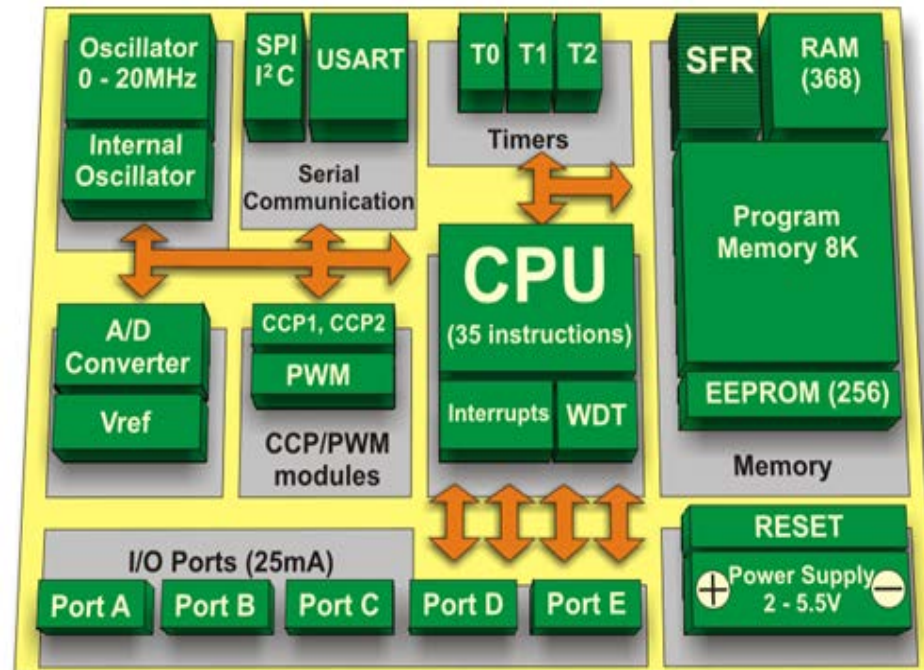 Oscillator
0 - 20MHz
Internal
Oscillator
SPI
I²C
USART
Serial
Communication
T0 T1 T2
Timers
SFR
RAM
(368)
Program
Memory 8K
EEPROM (256)
Memory
A/D
Converter
Vref
CCP1, CCP2
PWM
CCP/PWM
modules
CPU
(35 instructions)
Interrupts
WDT
I/O Ports (25mA)
Port A Port B Port C Port D Port E
RESET
Power Supply
+ 2 - 5.5V −